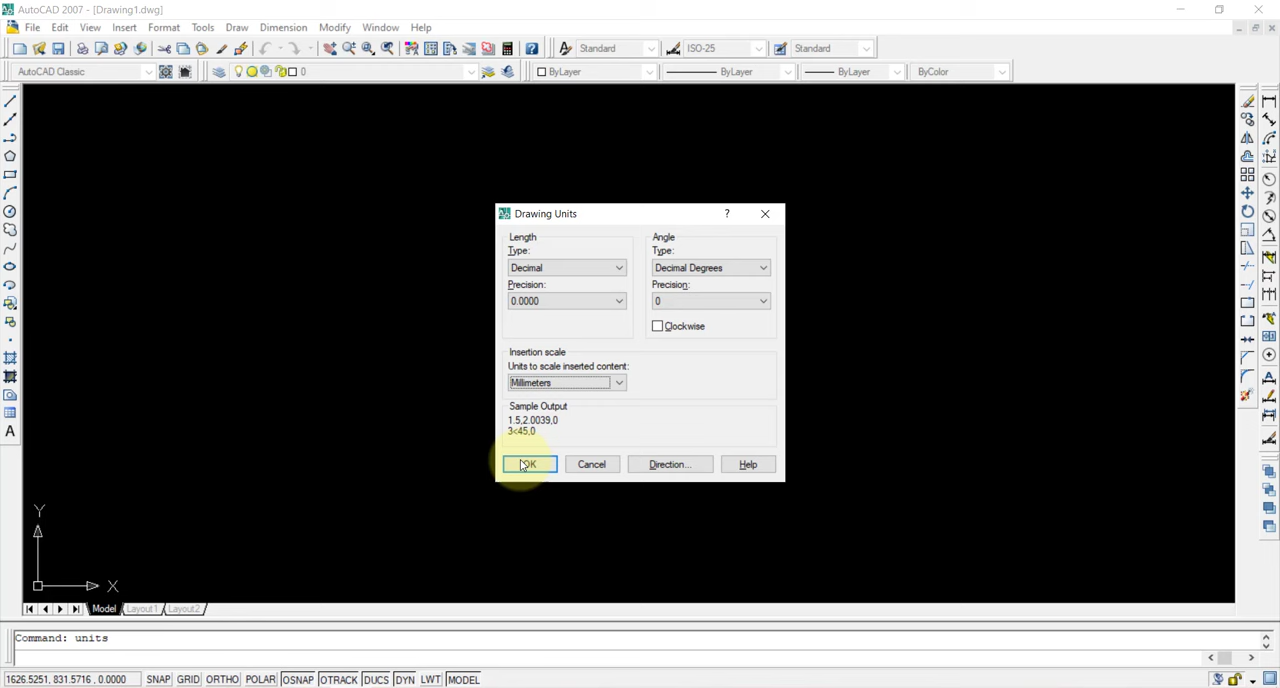 AutoCAD 2007 - [Drawing1.dwg]
File Edit View Insert Format Tools Draw Dimension Modify Window Help
Standard ISO-25 Standard
AutoCAD Classic 0 ByLayer ByLayer ByLayer ByColor
Drawing Units
Length
Type:
Decimal
Precision:
0.0000
Angle
Type:
Decimal Degrees
Precision:
0
Clockwise
Insertion scale
Units to scale inserted content:
Millimeters
Sample Output
1.5,2.0039,0
3<45,0
OK Cancel Direction... Help
Y
X
Model Layout1 Layout2
Command: units
1626.5251, 831.5716 , 0.0000 SNAP GRID ORTHO POLAR OSNAP OTRACK DUCS DYN LWT MODEL